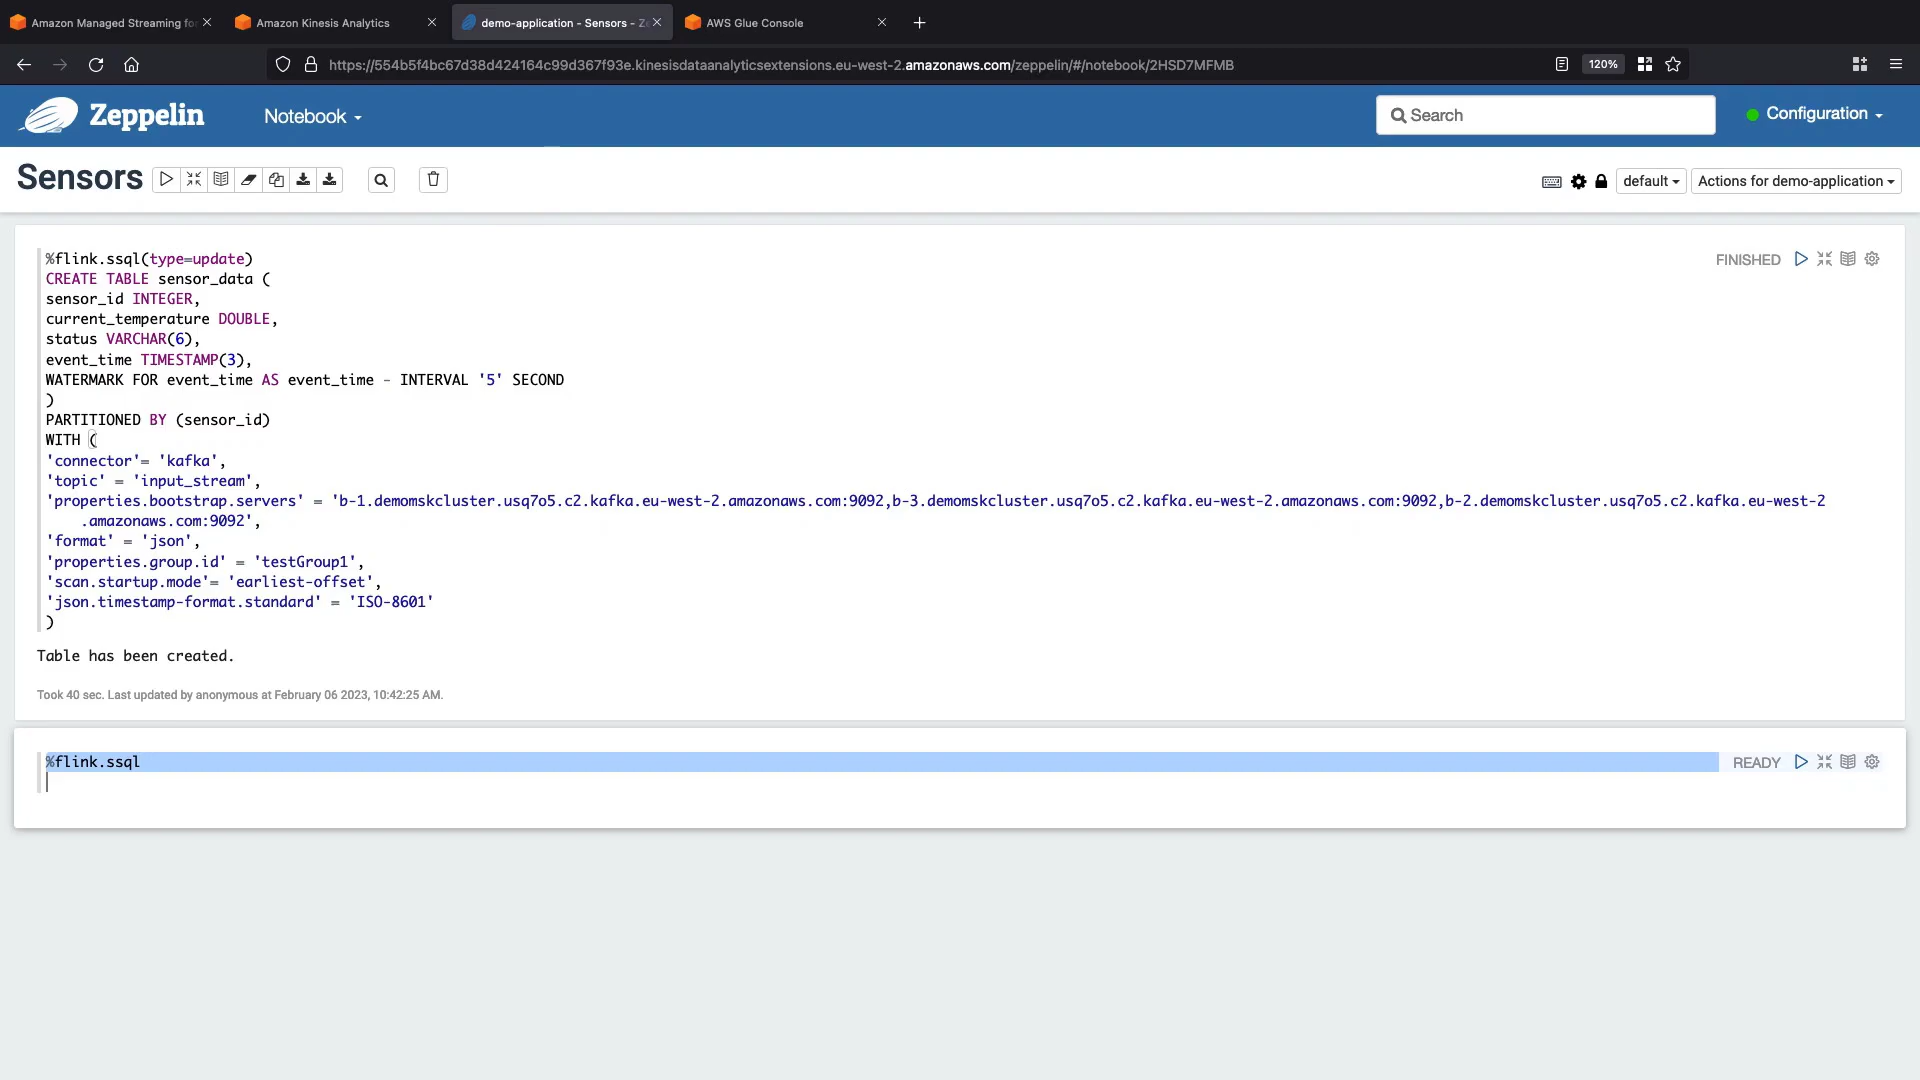 Amazon Managed Streaming for
Amazon Kinesis Analytics
demo-application - Sensors - Ze
AWS Glue Console
https://554b5f4bc67d38d424164c99d367f93e.kinesisdataanalyticsextensions.eu-west-2.amazonaws.com/zeppelin/#/notebook/2HSD7MFMB
120%
Zeppelin
Notebook
Search
Configuration
Sensors
default
Actions for demo-application
%flink.ssql(type=update)
FINISHED
CREATE TABLE sensor_data (
sensor_id INTEGER,
current_temperature DOUBLE,
status VARCHAR(6),
event_time TIMESTAMP(3),
WATERMARK FOR event_time AS event_time - INTERVAL '5' SECOND
)
PARTITIONED BY (sensor_id)
WITH (
'connector'= 'kafka',
'topic' = 'input_stream',
'properties.bootstrap.servers' = 'b-1.demomskcluster.usq7o5.c2.kafka.eu-west-2.amazonaws.com:9092,b-3.demomskcluster.usq7o5.c2.kafka.eu-west-2.amazonaws.com:9092,b-2.demomskcluster.usq7o5.c2.kafka.eu-west-2
.amazonaws.com:9092',
'format' = 'json',
'properties.group.id' = 'testGroup1',
'scan.startup.mode'= 'earliest-offset',
'json.timestamp-format.standard' = 'ISO-8601'
)
Table has been created.
Took 40 sec. Last updated by anonymous at February 06 2023, 10:42:25 AM.
%flink.ssql
READY